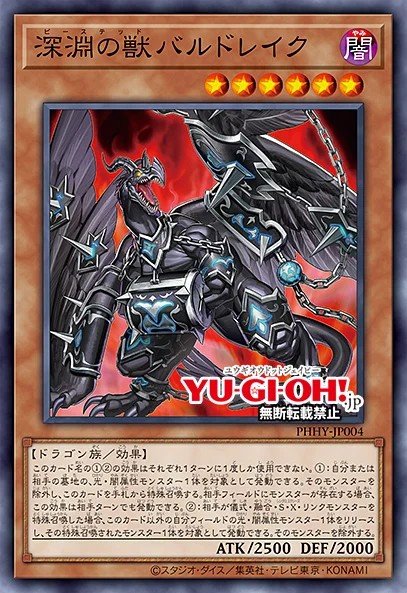 ビーステッド
深淵の獣バルドレイク
やみ
闇
ユウギオウドットジェイピー
YU-GI-OH!.jp
無断転載禁止
PHHY-JP004
【ドラゴン族/効果】
このカード名の①②の効果はそれぞれ1ターンに1度しか使用できない。①:自分または
相手の墓地の光・闇属性モンスター1体を対象として発動できる。そのモンスター
を除外し、このカードを手札から特殊召喚する。相手フィールドにモンスターが存在する場合、
この効果は相手ターンでも発動できる。②:相手が儀式・融合・S・X・Lモンスター
を特殊召喚した場合、このカード以外の自分フィールドの光・闇属性モンスター1体をリリース
し、その特殊召喚されたモンスター1体を対象として発動できる。そのモンスターを除外する。
ATK/2500 DEF/2000
©スタジオ・ダイス/集英社・テレビ東京・KONAMI